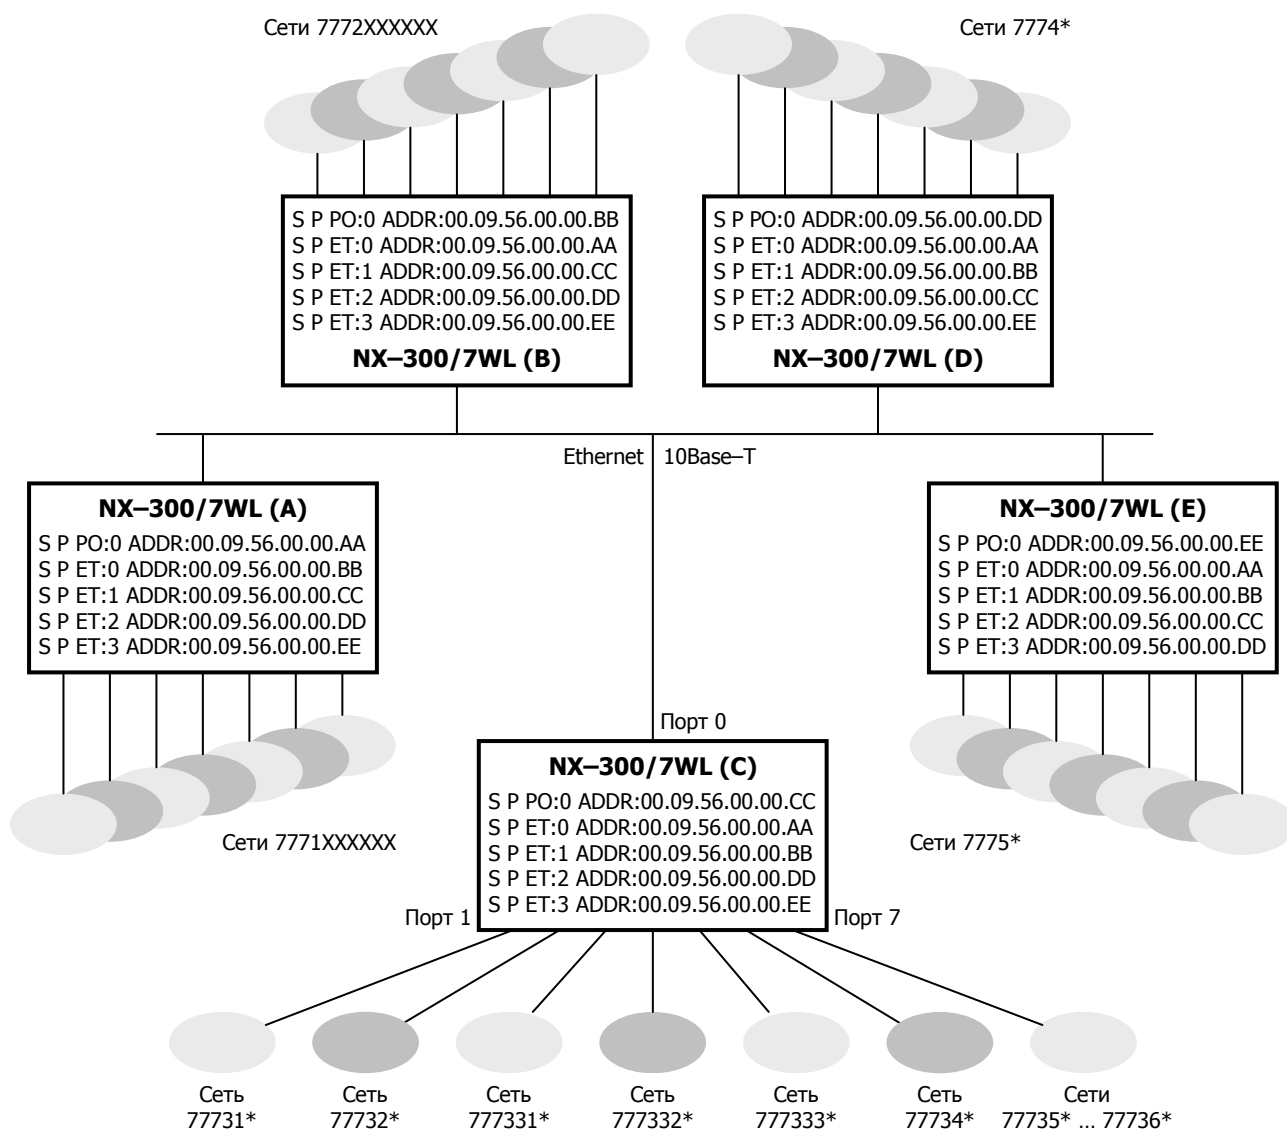 Сети 7772XXXXXX
Сети 7774*
S P PO:0 ADDR:00.09.56.00.00.BB
S P ET:0 ADDR:00.09.56.00.00.AA
S P ET:1 ADDR:00.09.56.00.00.CC
S P ET:2 ADDR:00.09.56.00.00.DD
S P ET:3 ADDR:00.09.56.00.00.EE
NX–300/7WL (B)
S P PO:0 ADDR:00.09.56.00.00.DD
S P ET:0 ADDR:00.09.56.00.00.AA
S P ET:1 ADDR:00.09.56.00.00.BB
S P ET:2 ADDR:00.09.56.00.00.CC
S P ET:3 ADDR:00.09.56.00.00.EE
NX–300/7WL (D)
Ethernet 10Base–T
NX–300/7WL (A)
S P PO:0 ADDR:00.09.56.00.00.AA
S P ET:0 ADDR:00.09.56.00.00.BB
S P ET:1 ADDR:00.09.56.00.00.CC
S P ET:2 ADDR:00.09.56.00.00.DD
S P ET:3 ADDR:00.09.56.00.00.EE
NX–300/7WL (E)
S P PO:0 ADDR:00.09.56.00.00.EE
S P ET:0 ADDR:00.09.56.00.00.AA
S P ET:1 ADDR:00.09.56.00.00.BB
S P ET:2 ADDR:00.09.56.00.00.CC
S P ET:3 ADDR:00.09.56.00.00.DD
Порт 0
NX–300/7WL (C)
S P PO:0 ADDR:00.09.56.00.00.CC
S P ET:0 ADDR:00.09.56.00.00.AA
S P ET:1 ADDR:00.09.56.00.00.BB
S P ET:2 ADDR:00.09.56.00.00.DD
S P ET:3 ADDR:00.09.56.00.00.EE
Сети 7771XXXXXX
Сети 7775*
Порт 1
Порт 7
Сеть
77731*
Сеть
77732*
Сеть
777331*
Сеть
777332*
Сеть
777333*
Сеть
77734*
Сети
77735* ... 77736*